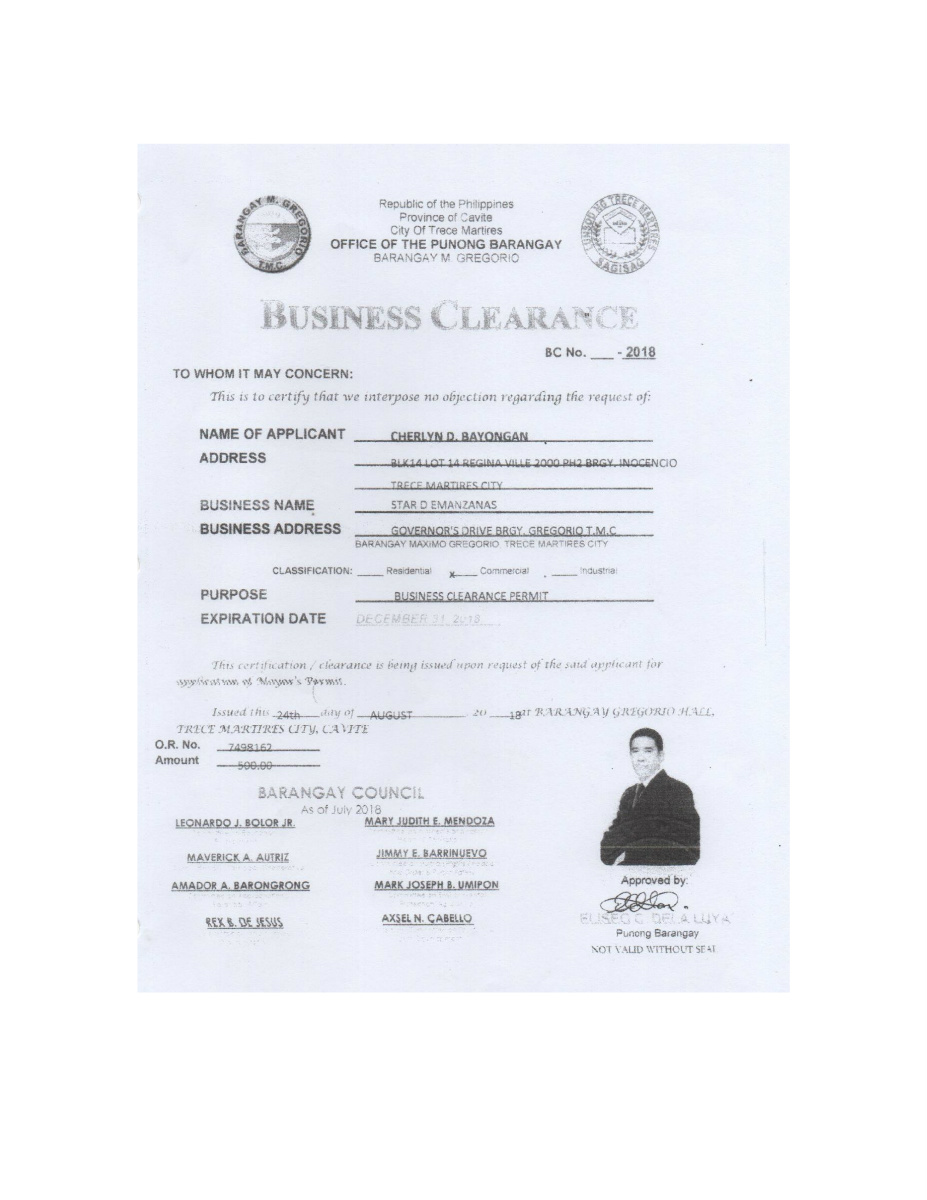 BARANGAY M. GREGORIO
T.M.C.
Republic of the Philippines
Province of Cavite
City Of Trece Martires
OFFICE OF THE PUNONG BARANGAY
BARANGAY M. GREGORIO
LUNGSOD NG TRECE MARTIRES
SAGISAG
BUSINESS CLEARANCE
BC No. ___ - 2018
TO WHOM IT MAY CONCERN:
This is to certify that we interpose no objection regarding the request of:
NAME OF APPLICANT CHERLYN D. BAYONGAN
ADDRESS BLK14 LOT 14 REGINA VILLE 2000 PH2 BRGY. INOCENCIO
TRECE MARTIRES CITY
BUSINESS NAME STAR D EMANZANAS
BUSINESS ADDRESS GOVERNOR'S DRIVE BRGY. GREGORIO T.M.C
BARANGAY MAXIMO GREGORIO TRECE MARTIRES CITY
CLASSIFICATION: ____ Residential x____ Commercial ____ Industrial
PURPOSE BUSINESS CLEARANCE PERMIT
EXPIRATION DATE DECEMBER 31, 2018
This certification / clearance is being issued upon request of the said applicant for
application of Mayor's Permit.
Issued this 24th day of AUGUST 20 18 at BARANGAY GREGORIO HALL,
TRECE MARTIRES CITY, CAVITE
O.R. No. 7498162
Amount 500.00
BARANGAY COUNCIL
As of July 2018
LEONARDO J. BOLOR JR. MARY JUDITH E. MENDOZA
MAVERICK A. AUTRIZ JIMMY E. BARRINUEVO
AMADOR A. BARONGRONG MARK JOSEPH B. UMIPON
REX B. DE JESUS AXSEL N. CABELLO
Approved by:
ELISEO C. DELA LUYA
Punong Barangay
NOT VALID WITHOUT SEAL